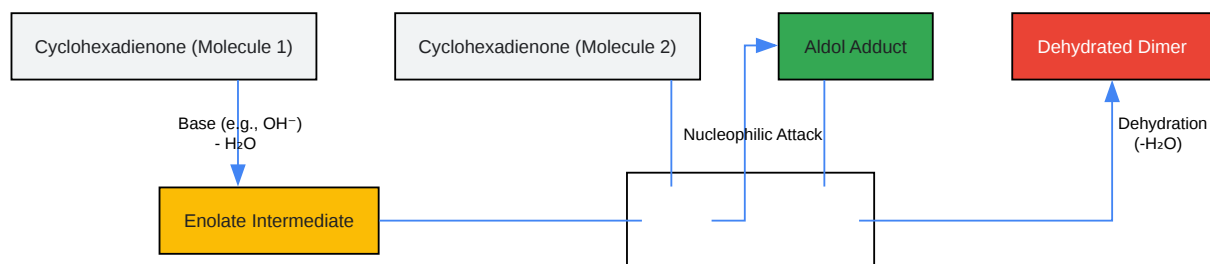 Cyclohexadienone (Molecule 1)
Cyclohexadienone (Molecule 2)
Aldol Adduct
Dehydrated Dimer
Base (e.g., OH⁻)
- H₂O
Nucleophilic Attack
Dehydration
(-H₂O)
Enolate Intermediate